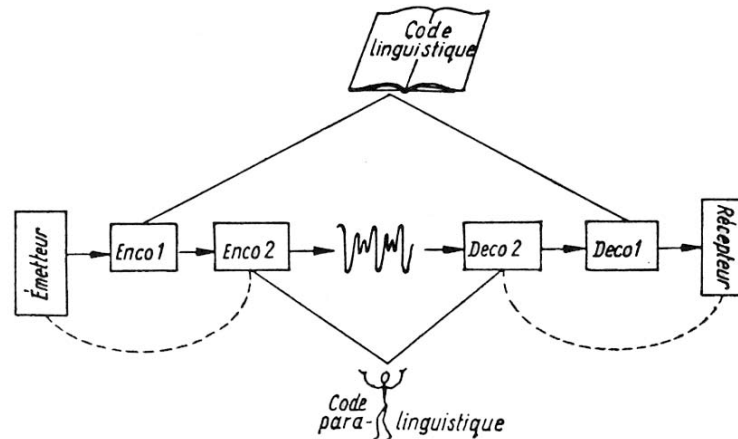 Code
linguistique
Émetteur
Enco 1
Enco 2
Deco 2
Deco 1
Récepteur
Code
para- linguistique